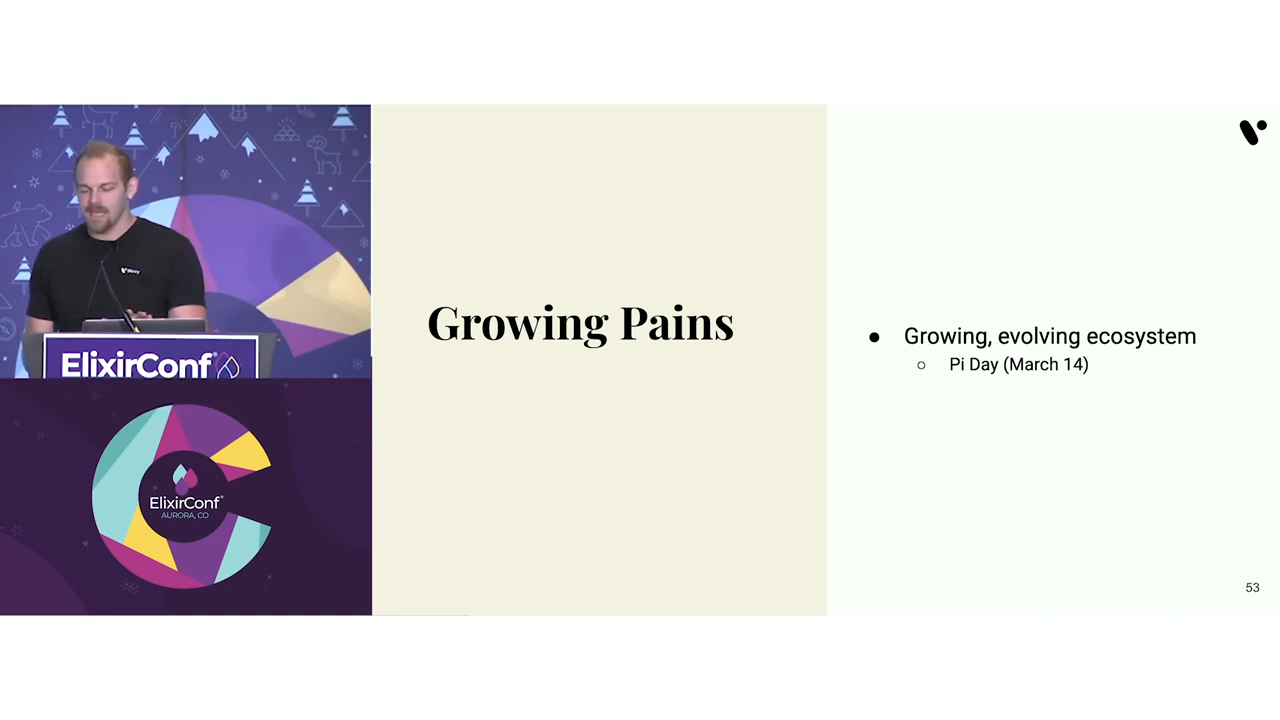 ElixirConf
ElixirConf
AURORA, CO
Growing Pains
Growing, evolving ecosystem
Pi Day (March 14)
53